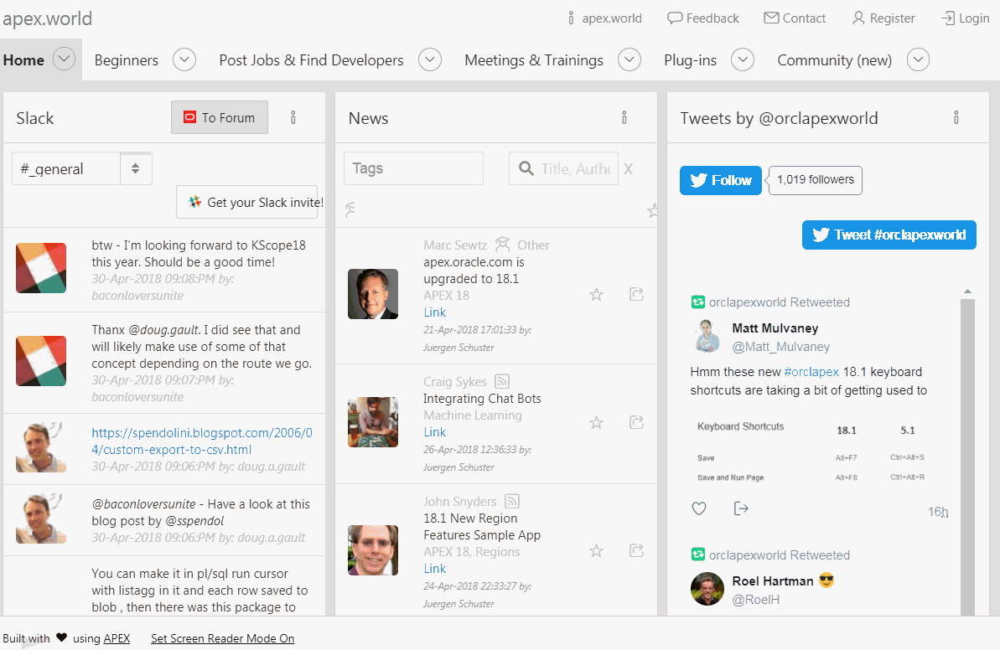 apex.world
apex.world Feedback Contact Register Login
Home Beginners Post Jobs & Find Developers Meetings & Trainings Plug-ins Community (new)
Slack
To Forum
#_general
Get your Slack invite!
btw - I'm looking forward to KScope18
this year. Should be a good time!
30-Apr-2018 09:08:PM by:
baconloversunite
Thanx @doug.gault. I did see that and
will likely make use of some of that
concept depending on the route we go.
30-Apr-2018 09:07:PM by:
baconloversunite
https://spendolini.blogspot.com/2006/0
4/custom-export-to-csv.html
30-Apr-2018 09:06:PM by: doug.a.gault
@baconloversunite - Have a look at this
blog post by @sspendol
30-Apr-2018 09:06:PM by: doug.a.gault
You can make it in pl/sql run cursor
with listagg in it and each row saved to
blob , then there was this package to
News
Tags
Title, Autho
X
Marc Sewtz Other
apex.oracle.com is
upgraded to 18.1
APEX 18
Link
21-Apr-2018 17:01:33 by:
Juergen Schuster
Craig Sykes
Integrating Chat Bots
Machine Learning
Link
26-Apr-2018 12:36:33 by:
Juergen Schuster
John Snyders
18.1 New Region
Features Sample App
APEX 18, Regions
Link
24-Apr-2018 22:33:27 by:
Juergen Schuster
Tweets by @orclapexworld
Follow 1,019 followers
Tweet #orclapexworld
orclapexworld Retweeted
Matt Mulvaney
@Matt_Mulvaney
Hmm these new #orclapex 18.1 keyboard
shortcuts are taking a bit of getting used to
Keyboard Shortcuts 18.1 5.1
Save Alt+F7 Ctrl+Alt+S
Save and Run Page Alt+F8 Ctrl+Alt+R
16h
orclapexworld Retweeted
Roel Hartman 😎
@RoelH
Built with ♥ using APEX Set Screen Reader Mode On